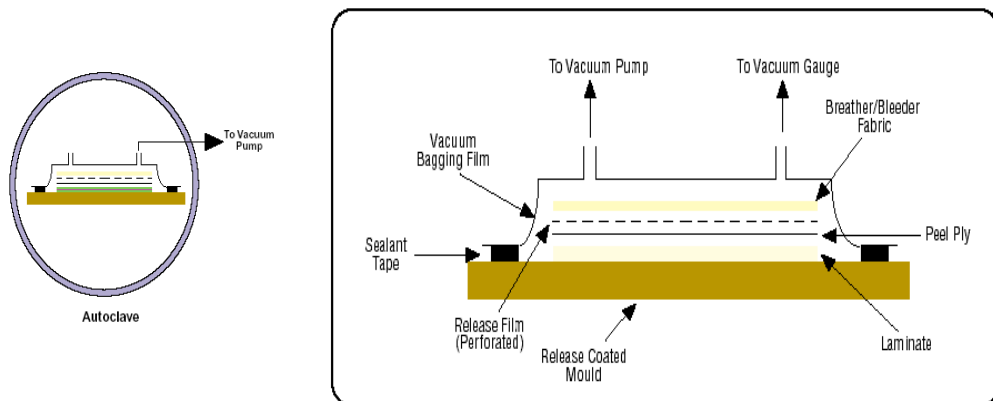 To Vacuum
Pump
Autoclave
To Vacuum Pump
To Vacuum Gauge
Breather/Bleeder
Fabric
Vacuum
Bagging Film
Sealant
Tape
Peel Ply
Release Film
(Perforated)
Release Coated
Mould
Laminate